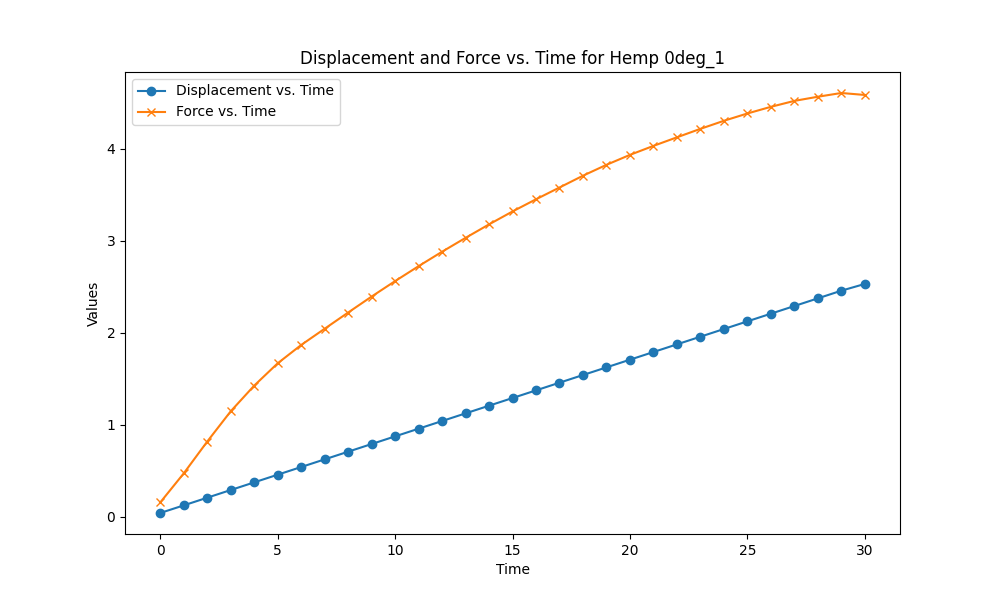 Displacement and Force vs. Time for Hemp 0deg_1
Displacement vs. Time
Force vs. Time
Values
4
3
2
1
0
0 5 10 15 20 25 30
Time